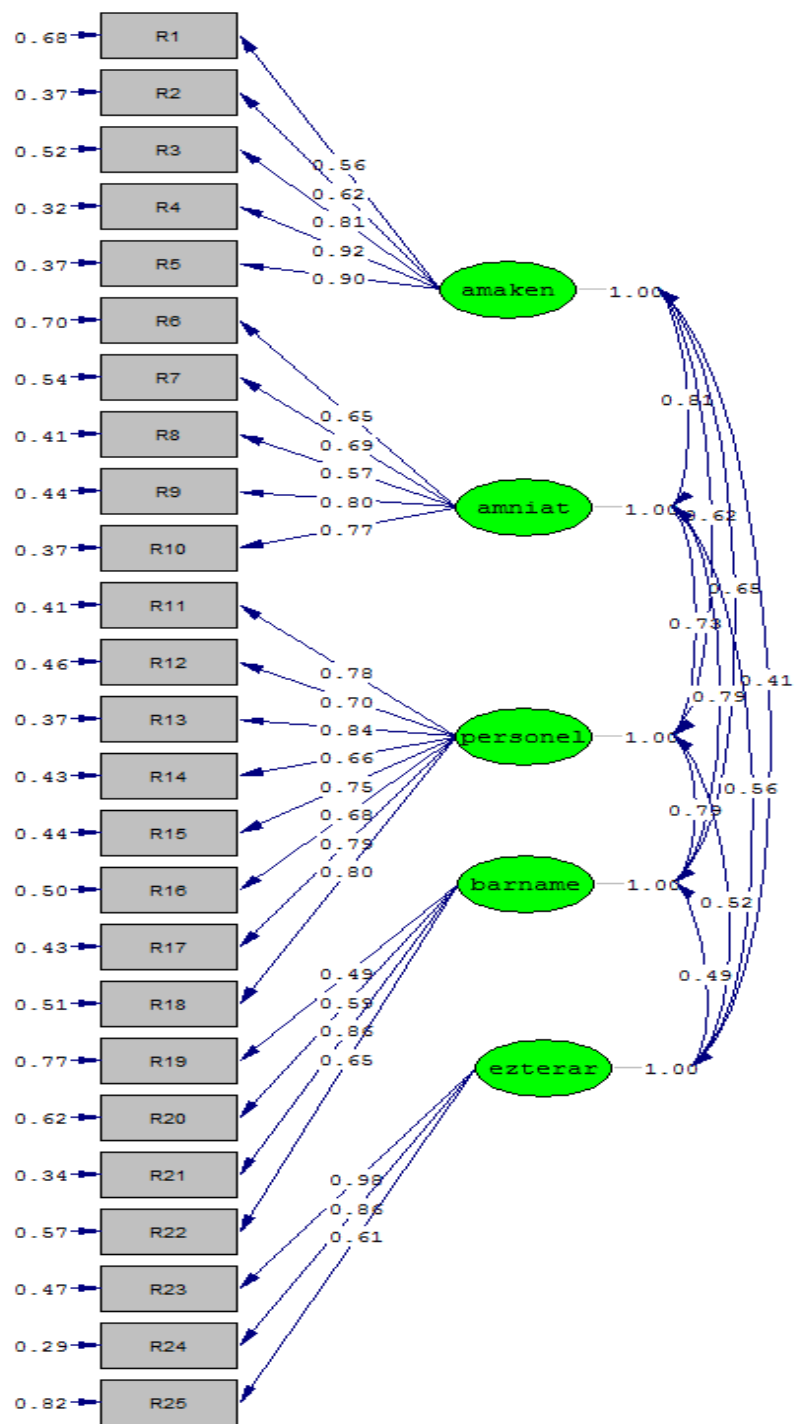 0.68 R1
0.37 R2
0.52 R3
0.32 R4
0.37 R5
0.70 R6
0.54 R7
0.41 R8
0.44 R9
0.37 R10
0.41 R11
0.46 R12
0.37 R13
0.43 R14
0.44 R15
0.50 R16
0.43 R17
0.51 R18
0.77 R19
0.62 R20
0.34 R21
0.57 R22
0.47 R23
0.29 R24
0.82 R25
0.56
0.62
0.81
0.92
0.90
0.65
0.69
0.57
0.80
0.77
0.78
0.70
0.84
0.66
0.75
0.68
0.79
0.80
0.49
0.59
0.86
0.65
0.98
0.86
0.61
amaken 1.00
amniat 1.00
personel 1.00
barname 1.00
ezterar 1.00
0.81
0.62
0.65
0.73
0.41
0.79
0.56
0.79
0.52
0.49